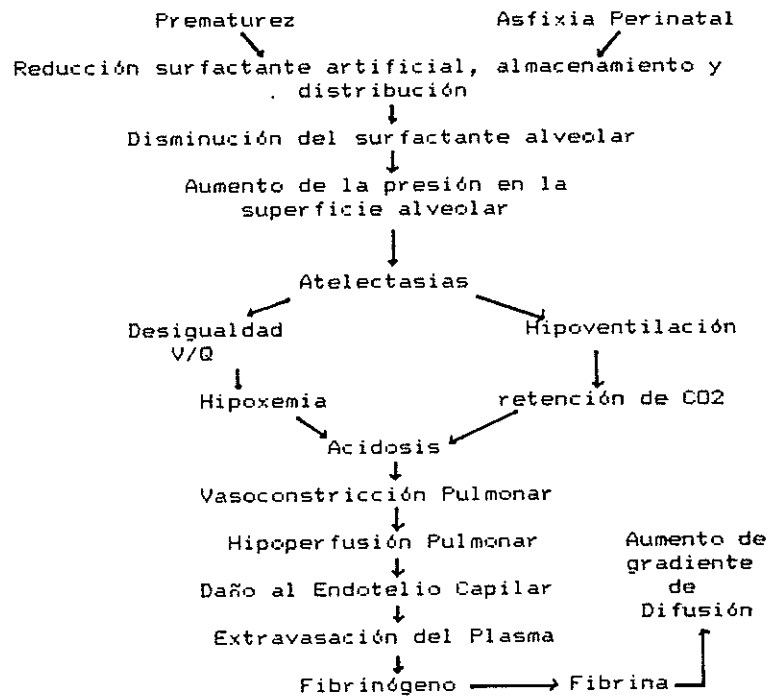 Prematurez Asfixia Perinatal
Reducción surfactante artificial, almacenamiento y
. distribución
Disminución del surfactante alveolar
Aumento de la presión en la
superficie alveolar
Atelectasias
Desigualdad
V/Q
Hipoventilación
Hipoxemia
retención de CO2
Acidosis
Vasoconstricción Pulmonar
Hipoperfusión Pulmonar
Daño al Endotelio Capilar
Extravasación del Plasma
Fibrinógeno
Fibrina
Aumento de
gradiente
de
Difusión